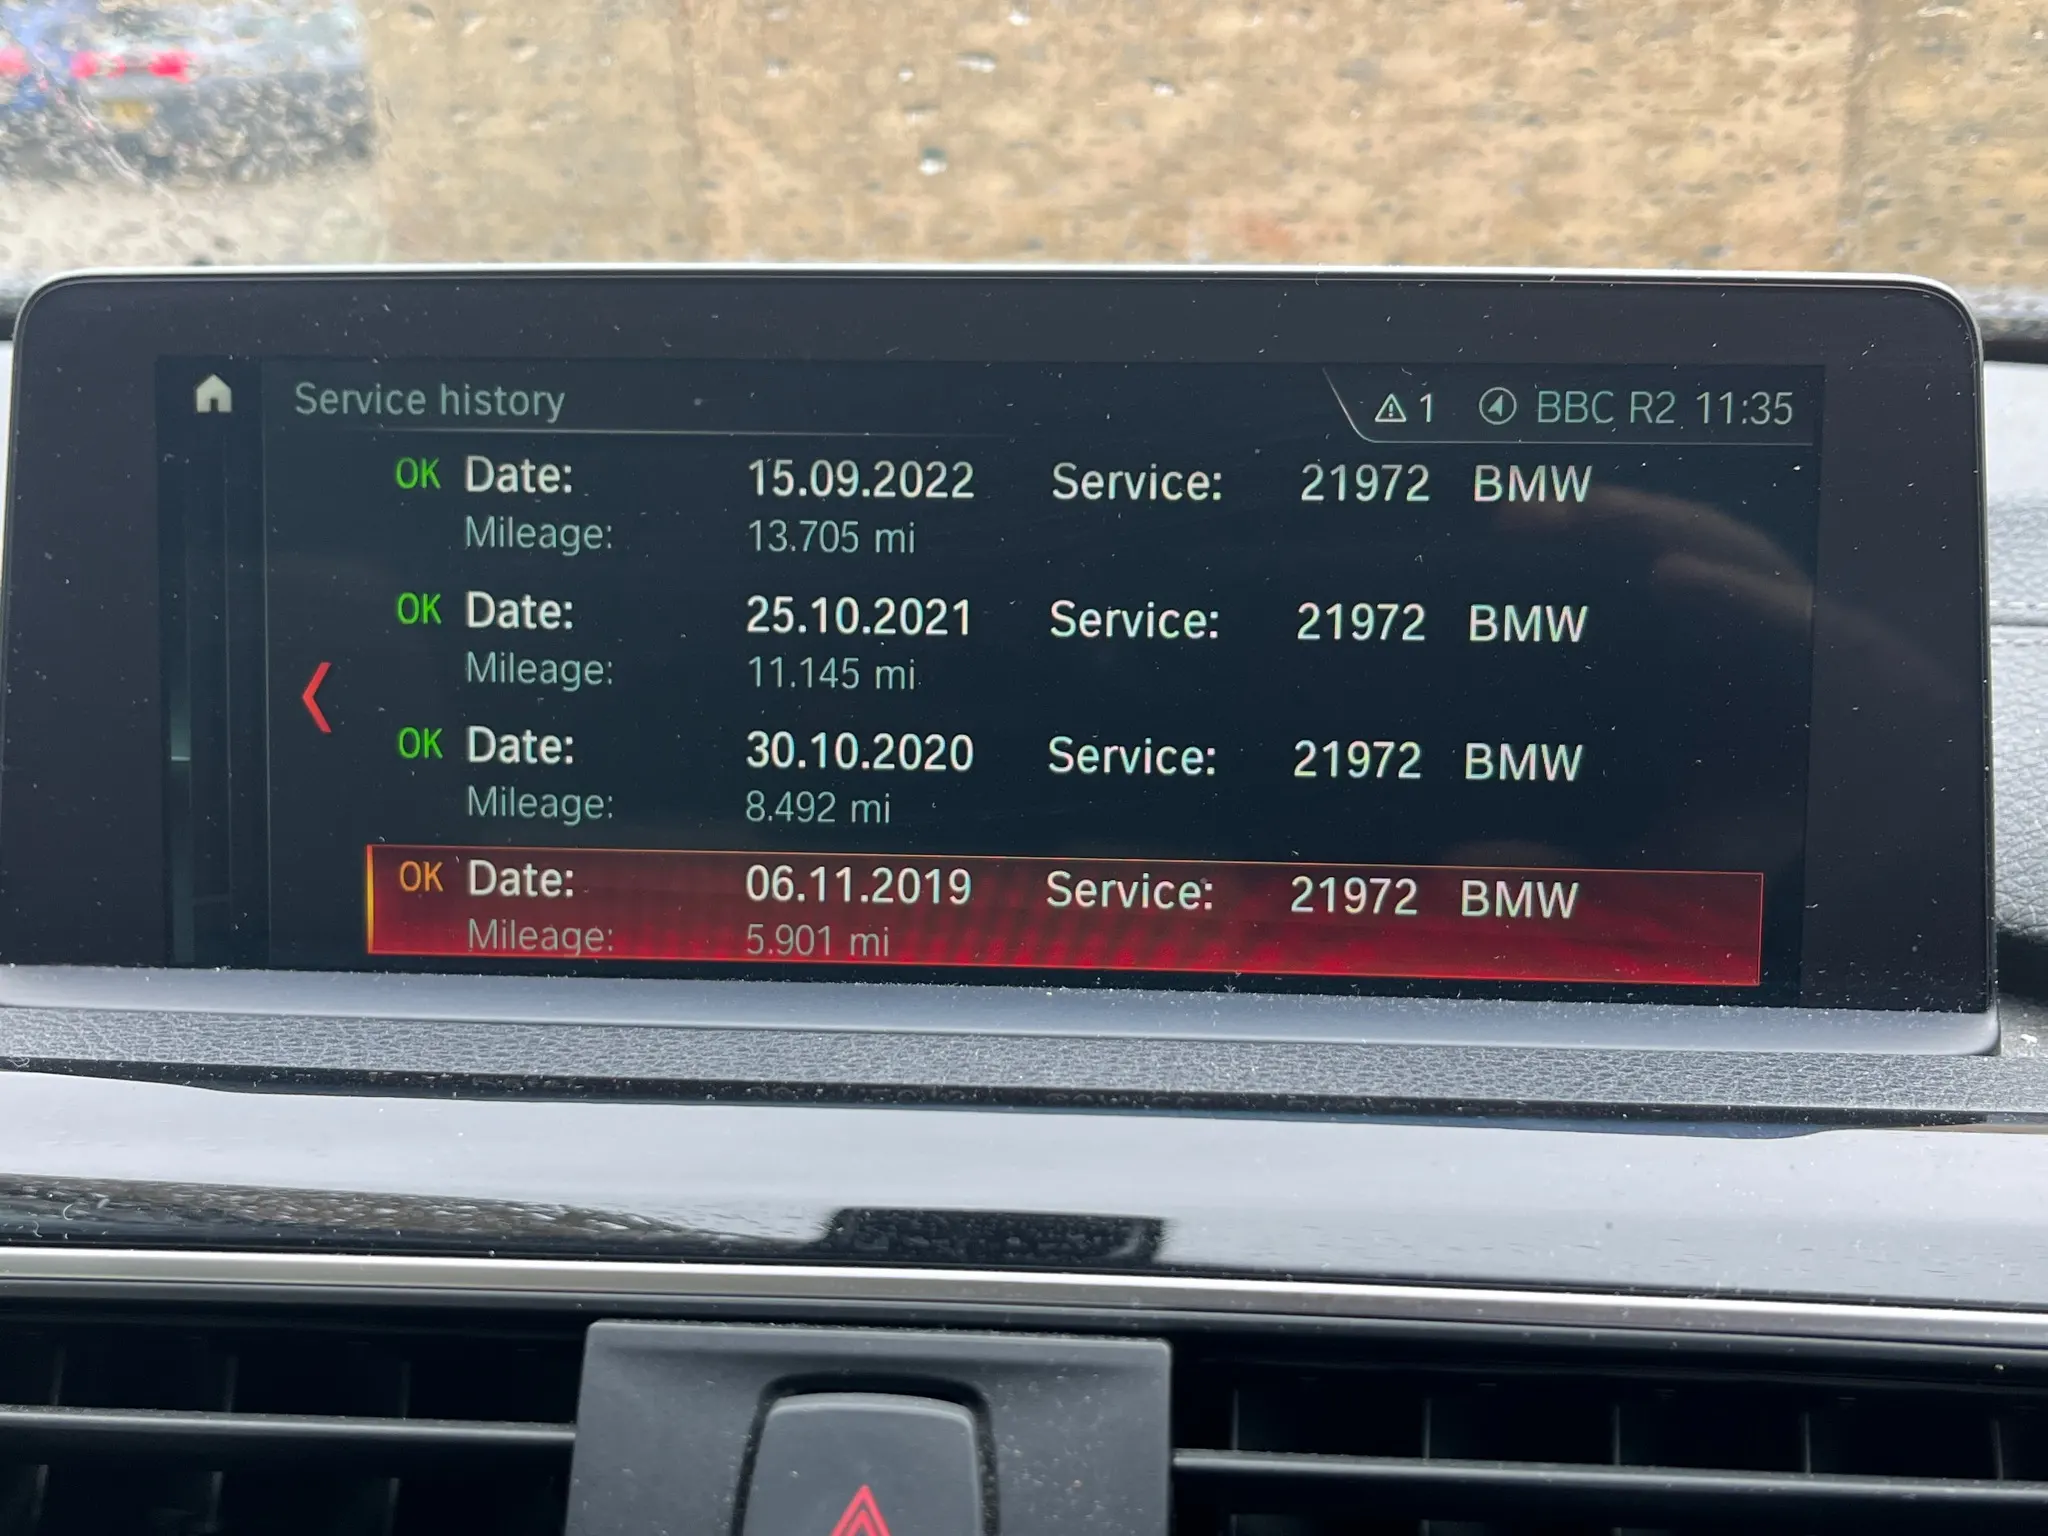 Service history
1 BBC R2 11:35
OK Date: 15.09.2022 Service: 21972 BMW
Mileage: 13.705 mi
OK Date: 25.10.2021 Service: 21972 BMW
Mileage: 11.145 mi
OK Date: 30.10.2020 Service: 21972 BMW
Mileage: 8.492 mi
OK Date: 06.11.2019 Service: 21972 BMW
Mileage: 5.901 mi